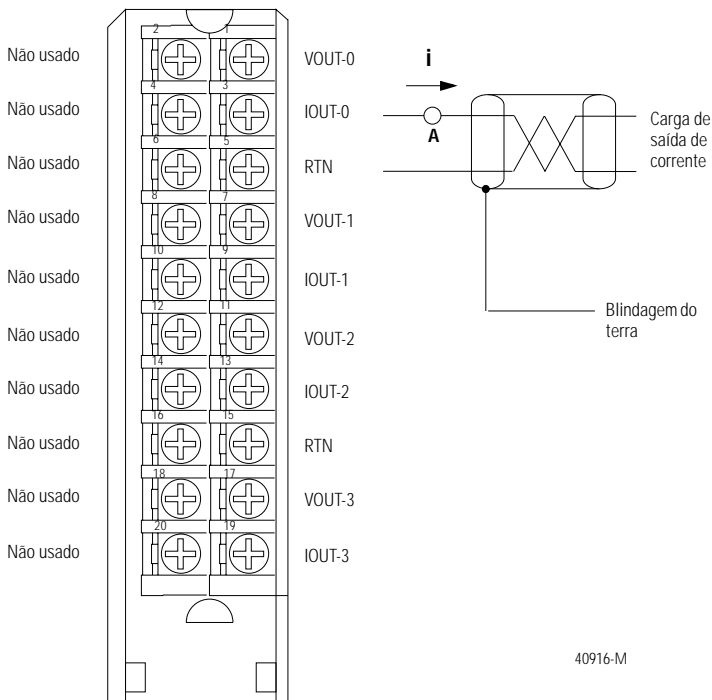 2 1
Não usado VOUT-0
4 3
Não usado IOUT-0
6 5
Não usado RTN
8 7
Não usado VOUT-1
10 9
Não usado IOUT-1
12 11
Não usado VOUT-2
14 13
Não usado IOUT-2
16 15
Não usado RTN
18 17
Não usado VOUT-3
20 19
Não usado IOUT-3
i
A
Carga de
saída de
corrente
Blindagem do
terra
40916-M